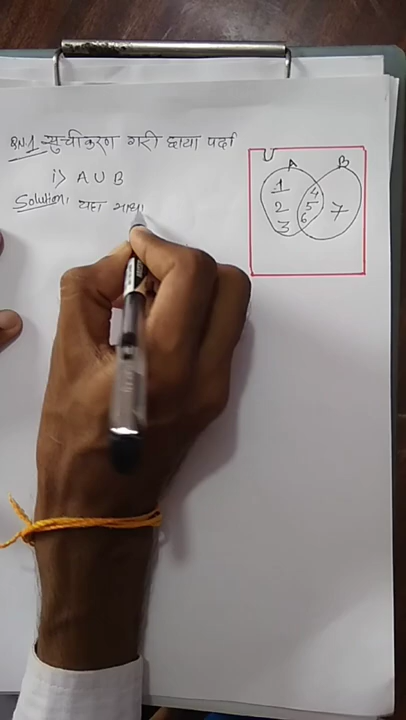 Q.N.1. सुचीकरण गरी छाया पर्दा
i) A U B
Solution: यहा
U
A B
1 4
2 5 7
3 6